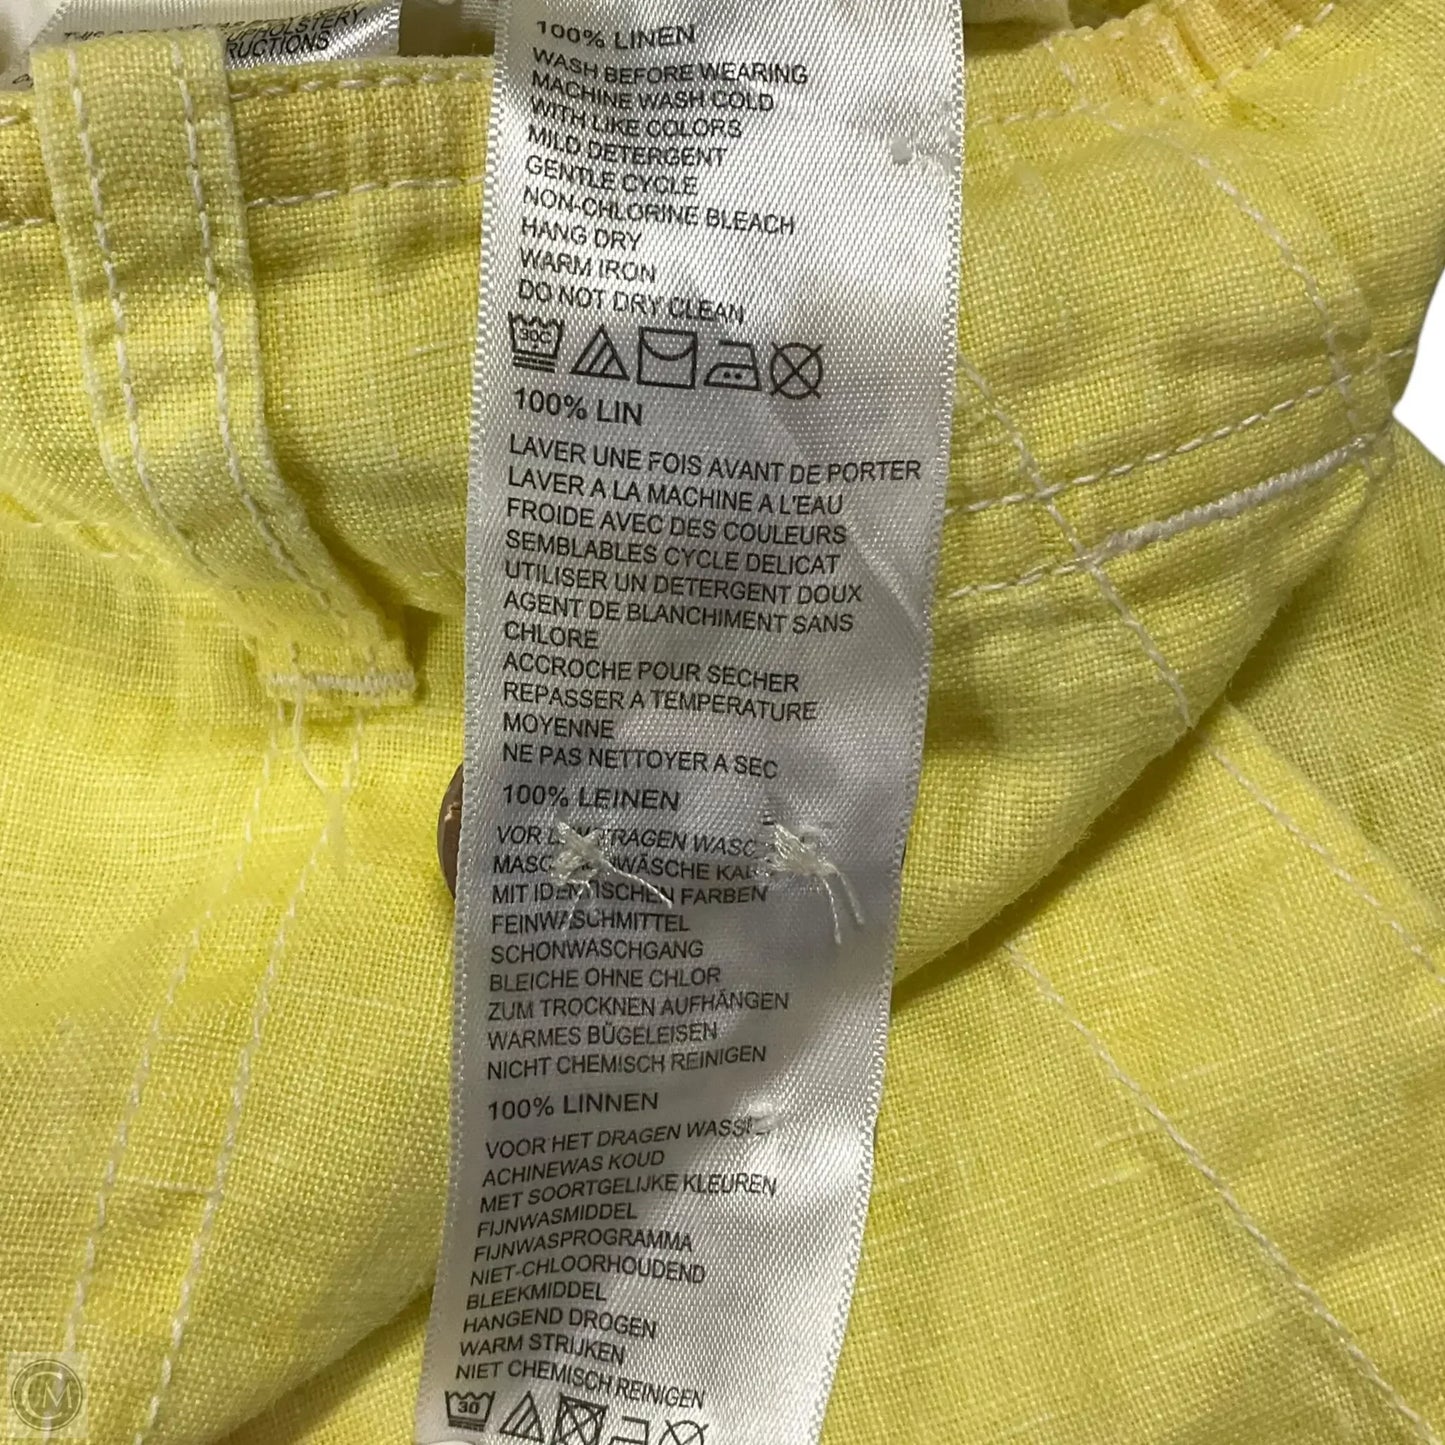 UPHOLSTERY
100% LINEN
WASH BEFORE WEARING
MACHINE WASH COLD
WITH LIKE COLORS
MILD DETERGENT
GENTLE CYCLE
NON-CHLORINE BLEACH
HANG DRY
WARM IRON
DO NOT DRY CLEAN
30C
100% LIN
LAVER UNE FOIS AVANT DE PORTER
LAVER A LA MACHINE A L'EAU
FROIDE AVEC DES COULEURS
SEMBLABLES CYCLE DELICAT
UTILISER UN DETERGENT DOUX
AGENT DE BLANCHIMENT SANS
CHLORE
ACCROCHE POUR SECHER
REPASSER A TEMPERATURE
MOYENNE
NE PAS NETTOYER A SEC
100% LEINEN
VOR
MIT IDENTISCHEN FARBEN
FEINWASCHMITTEL
SCHONWASCHGANG
BLEICHE OHNE CHLOR
ZUM TROCKNEN AUFHÄNGEN
WARMES BÜGELEISEN
NICHT CHEMISCH REINIGEN
100% LINNEN
VOOR HET DRAGEN
ACHINEWAS KOUD
MET SOORTGELIJKE KLEUREN
FIJNWASMIDDEL
FIJNWASPROGRAMMA
NIET-CHLOORHOUDEND
BLEEKMIDDEL
HANGEND DROGEN
WARM STRIJKEN
NIET CHEMISCH REINIGEN
30
CM